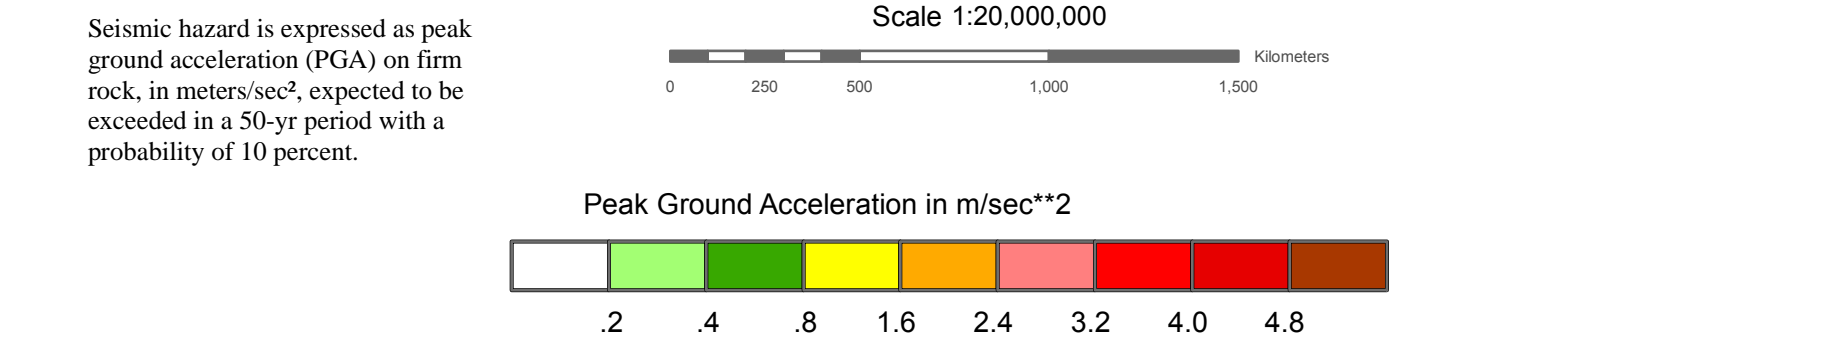 Seismic hazard is expressed as peak
ground acceleration (PGA) on firm
rock, in meters/sec², expected to be
exceeded in a 50-yr period with a
probability of 10 percent.
Scale 1:20,000,000
Kilometers
0 250 500 1,000 1,500
Peak Ground Acceleration in m/sec**2
.2 .4 .8 1.6 2.4 3.2 4.0 4.8